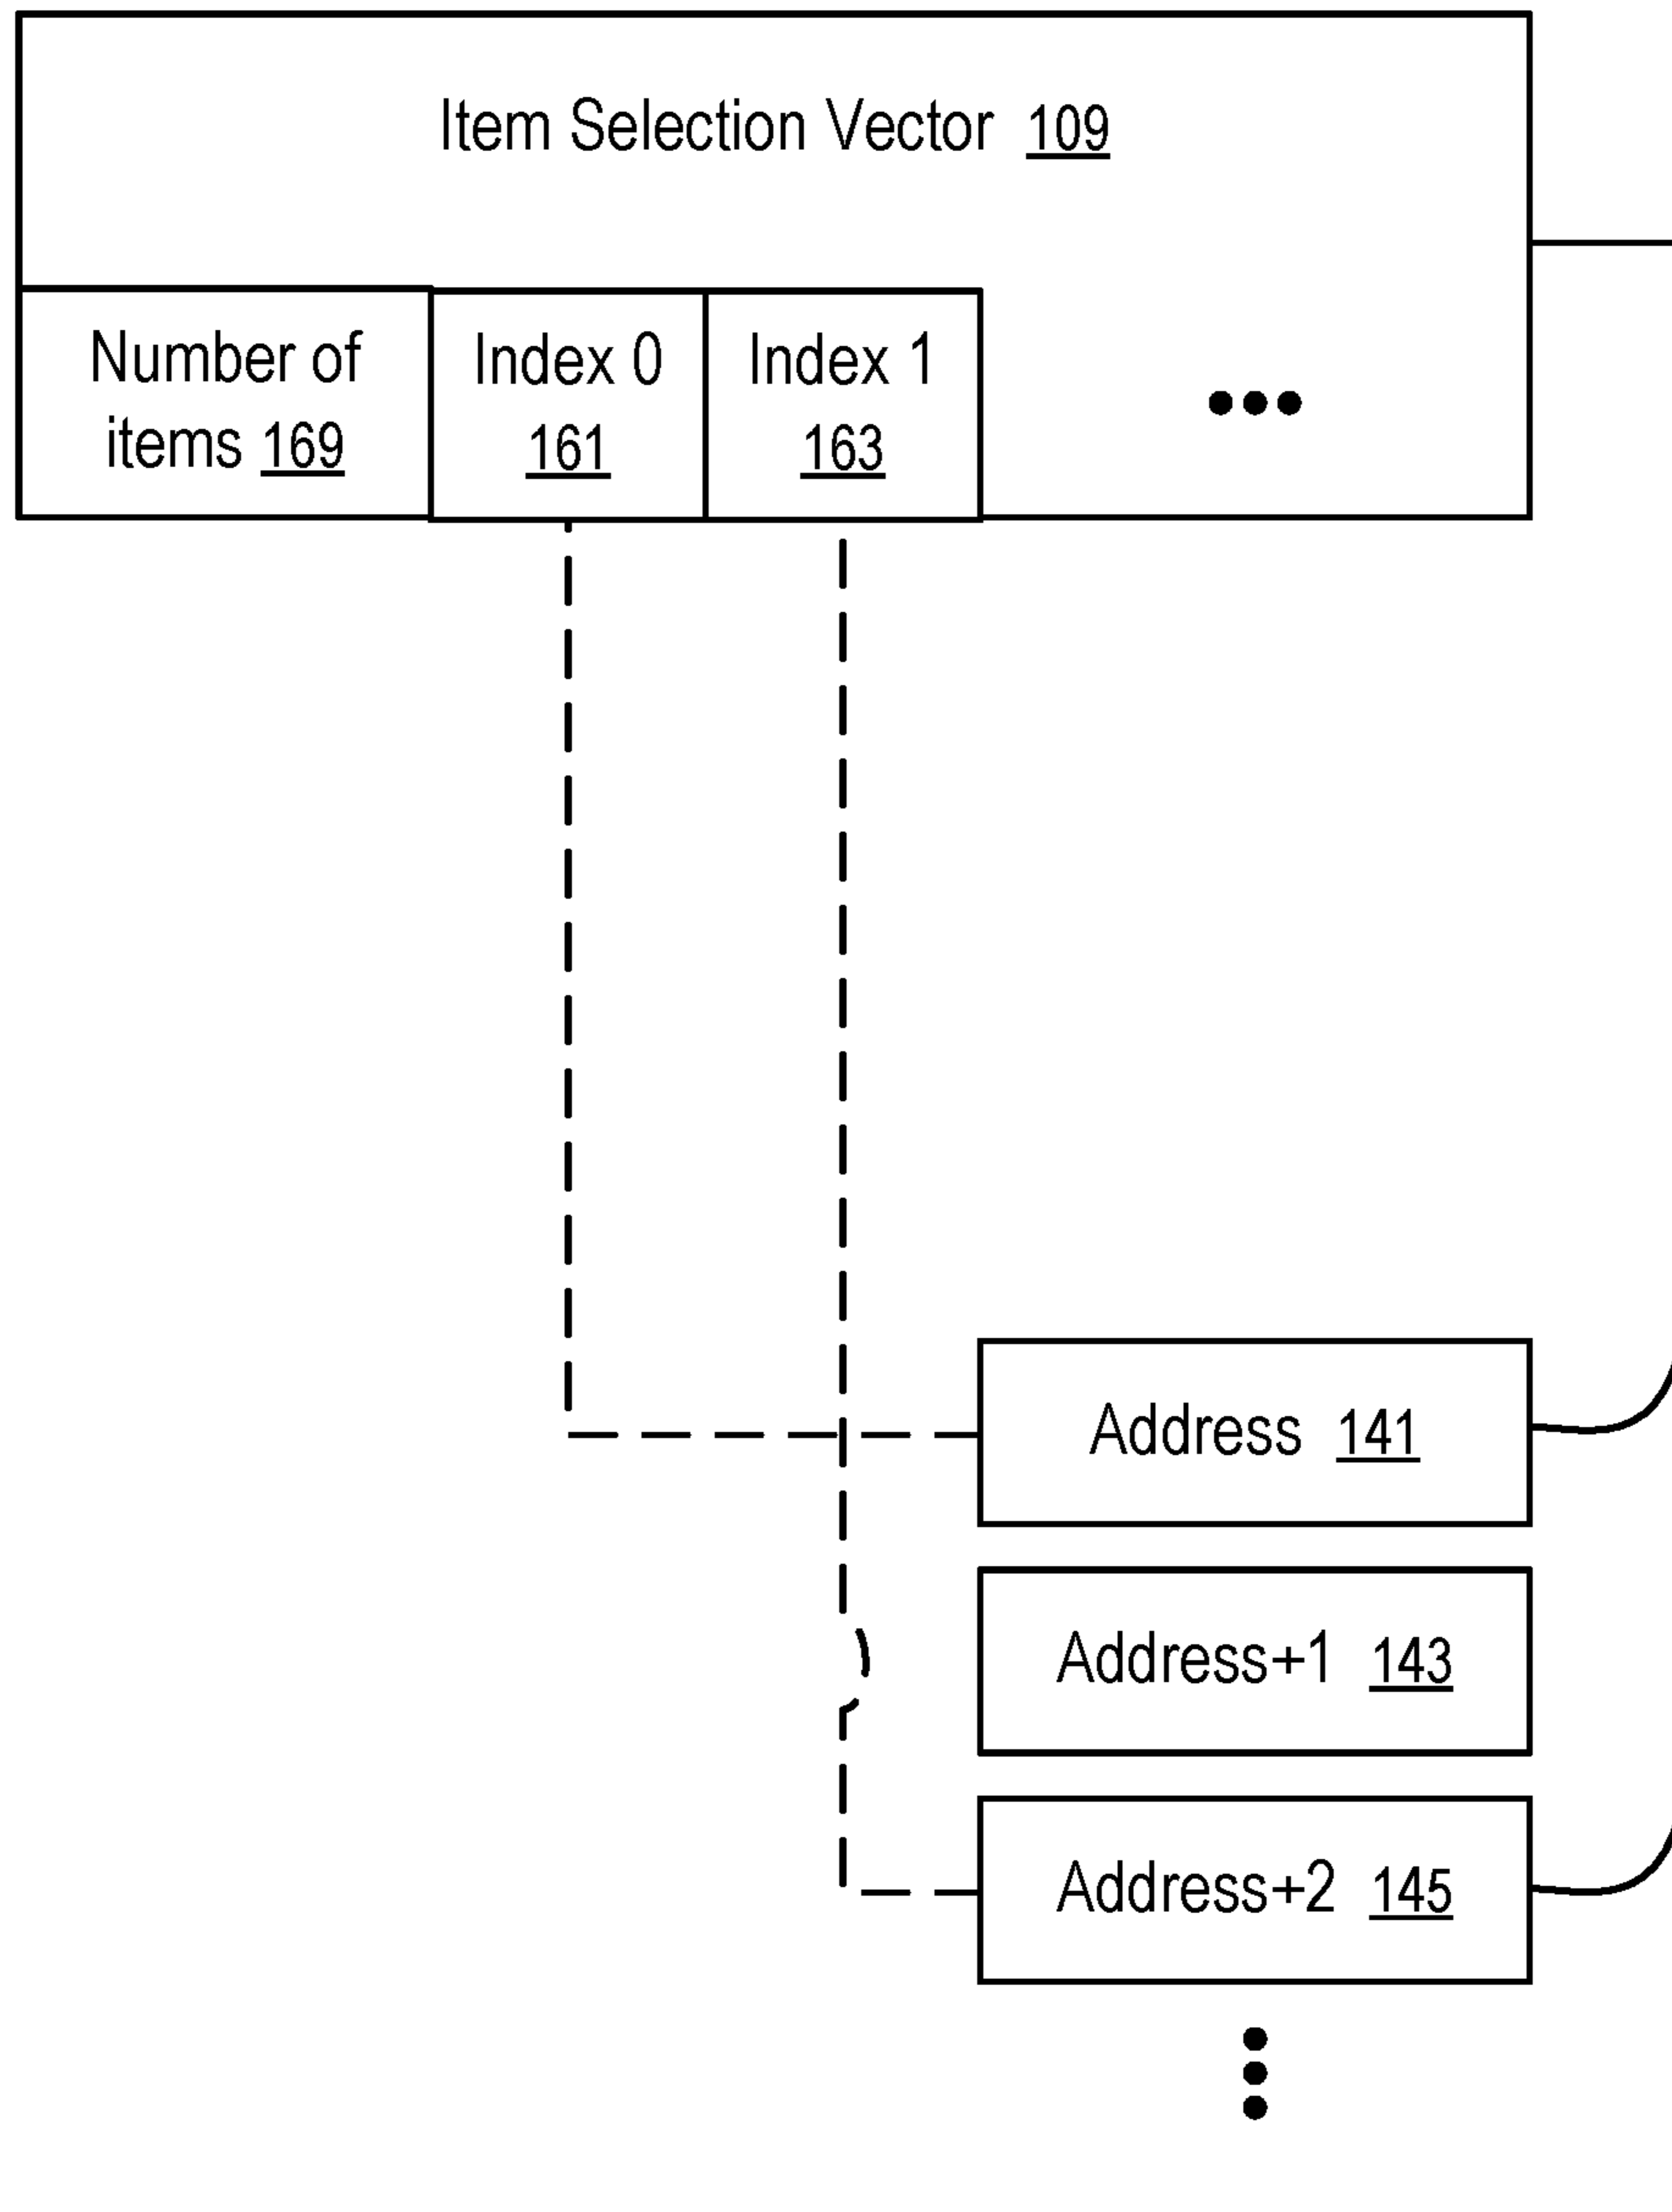 Item Selection Vector 109
Number of
items 169
Index 0
161
Index 1
163
Address 141
Address+1 143
Address+2 145